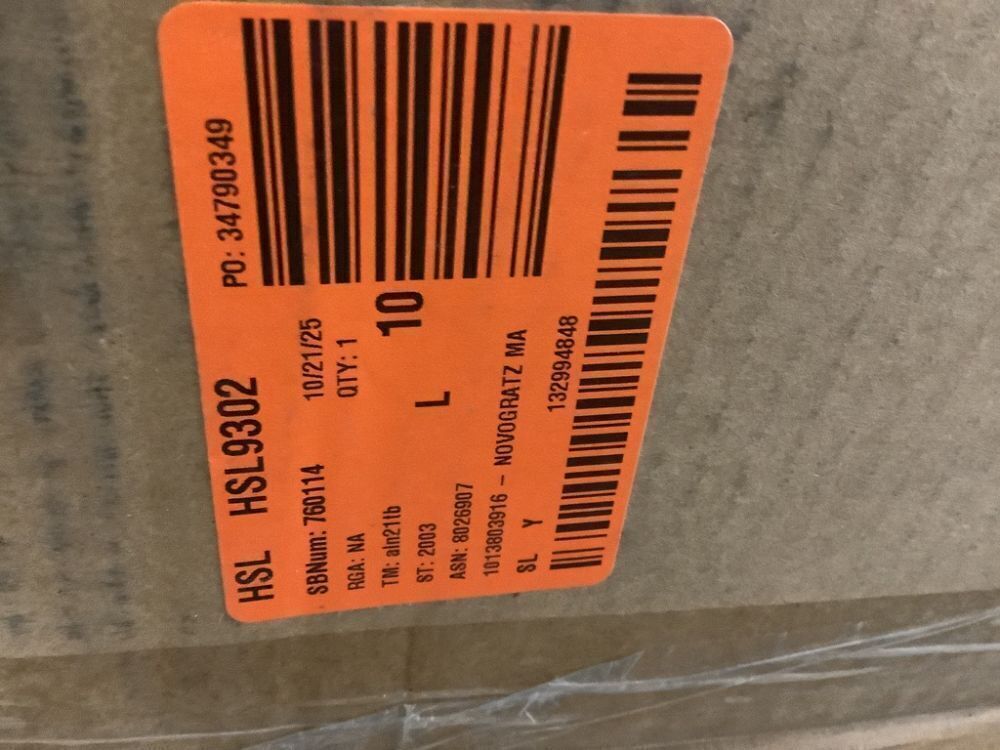 HSL HSL9302 PO: 34790349
SBNum: 760114 10/21/25
RGA: NA QTY: 1
TM: aln21tb
ST: 2003 L 10
ASN: 8026907
1013803916 – NOVOGRATZ MA
SL Y 132994848